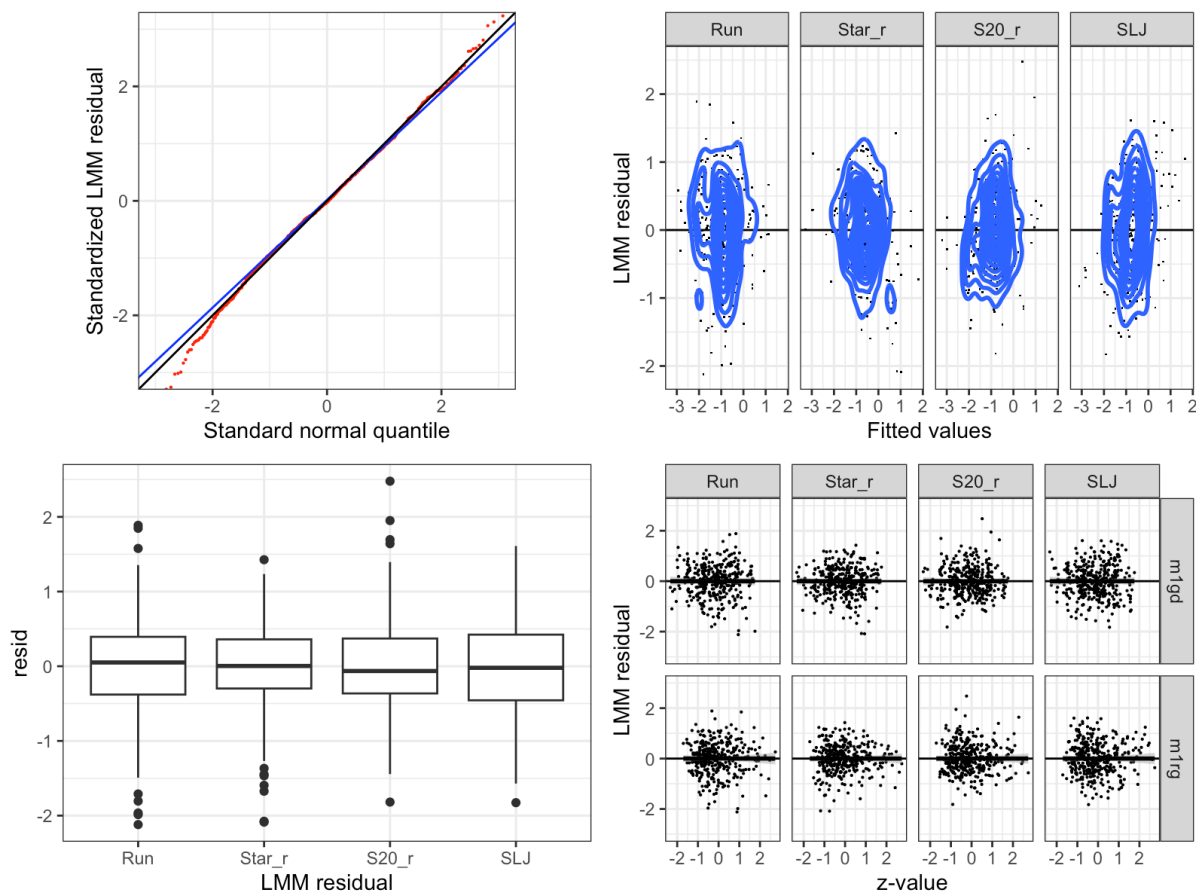 2
0
-2
-2 0 2
Standardized LMM residual
Standard normal quantile
Run Star_r S20_r SLJ
2
1
0
-1
-2
-3 -2 -1 0 1 2 -3 -2 -1 0 1 2 -3 -2 -1 0 1 2 -3 -2 -1 0 1 2
LMM residual
Fitted values
2
1
0
-1
-2
Run Star_r S20_r SLJ
resid
LMM residual
Run Star_r S20_r SLJ
2
0
-2
m1gd
2
0
-2
m1rg
-2 -1 0 1 2 -2 -1 0 1 2 -2 -1 0 1 2 -2 -1 0 1 2
LMM residual
z-value